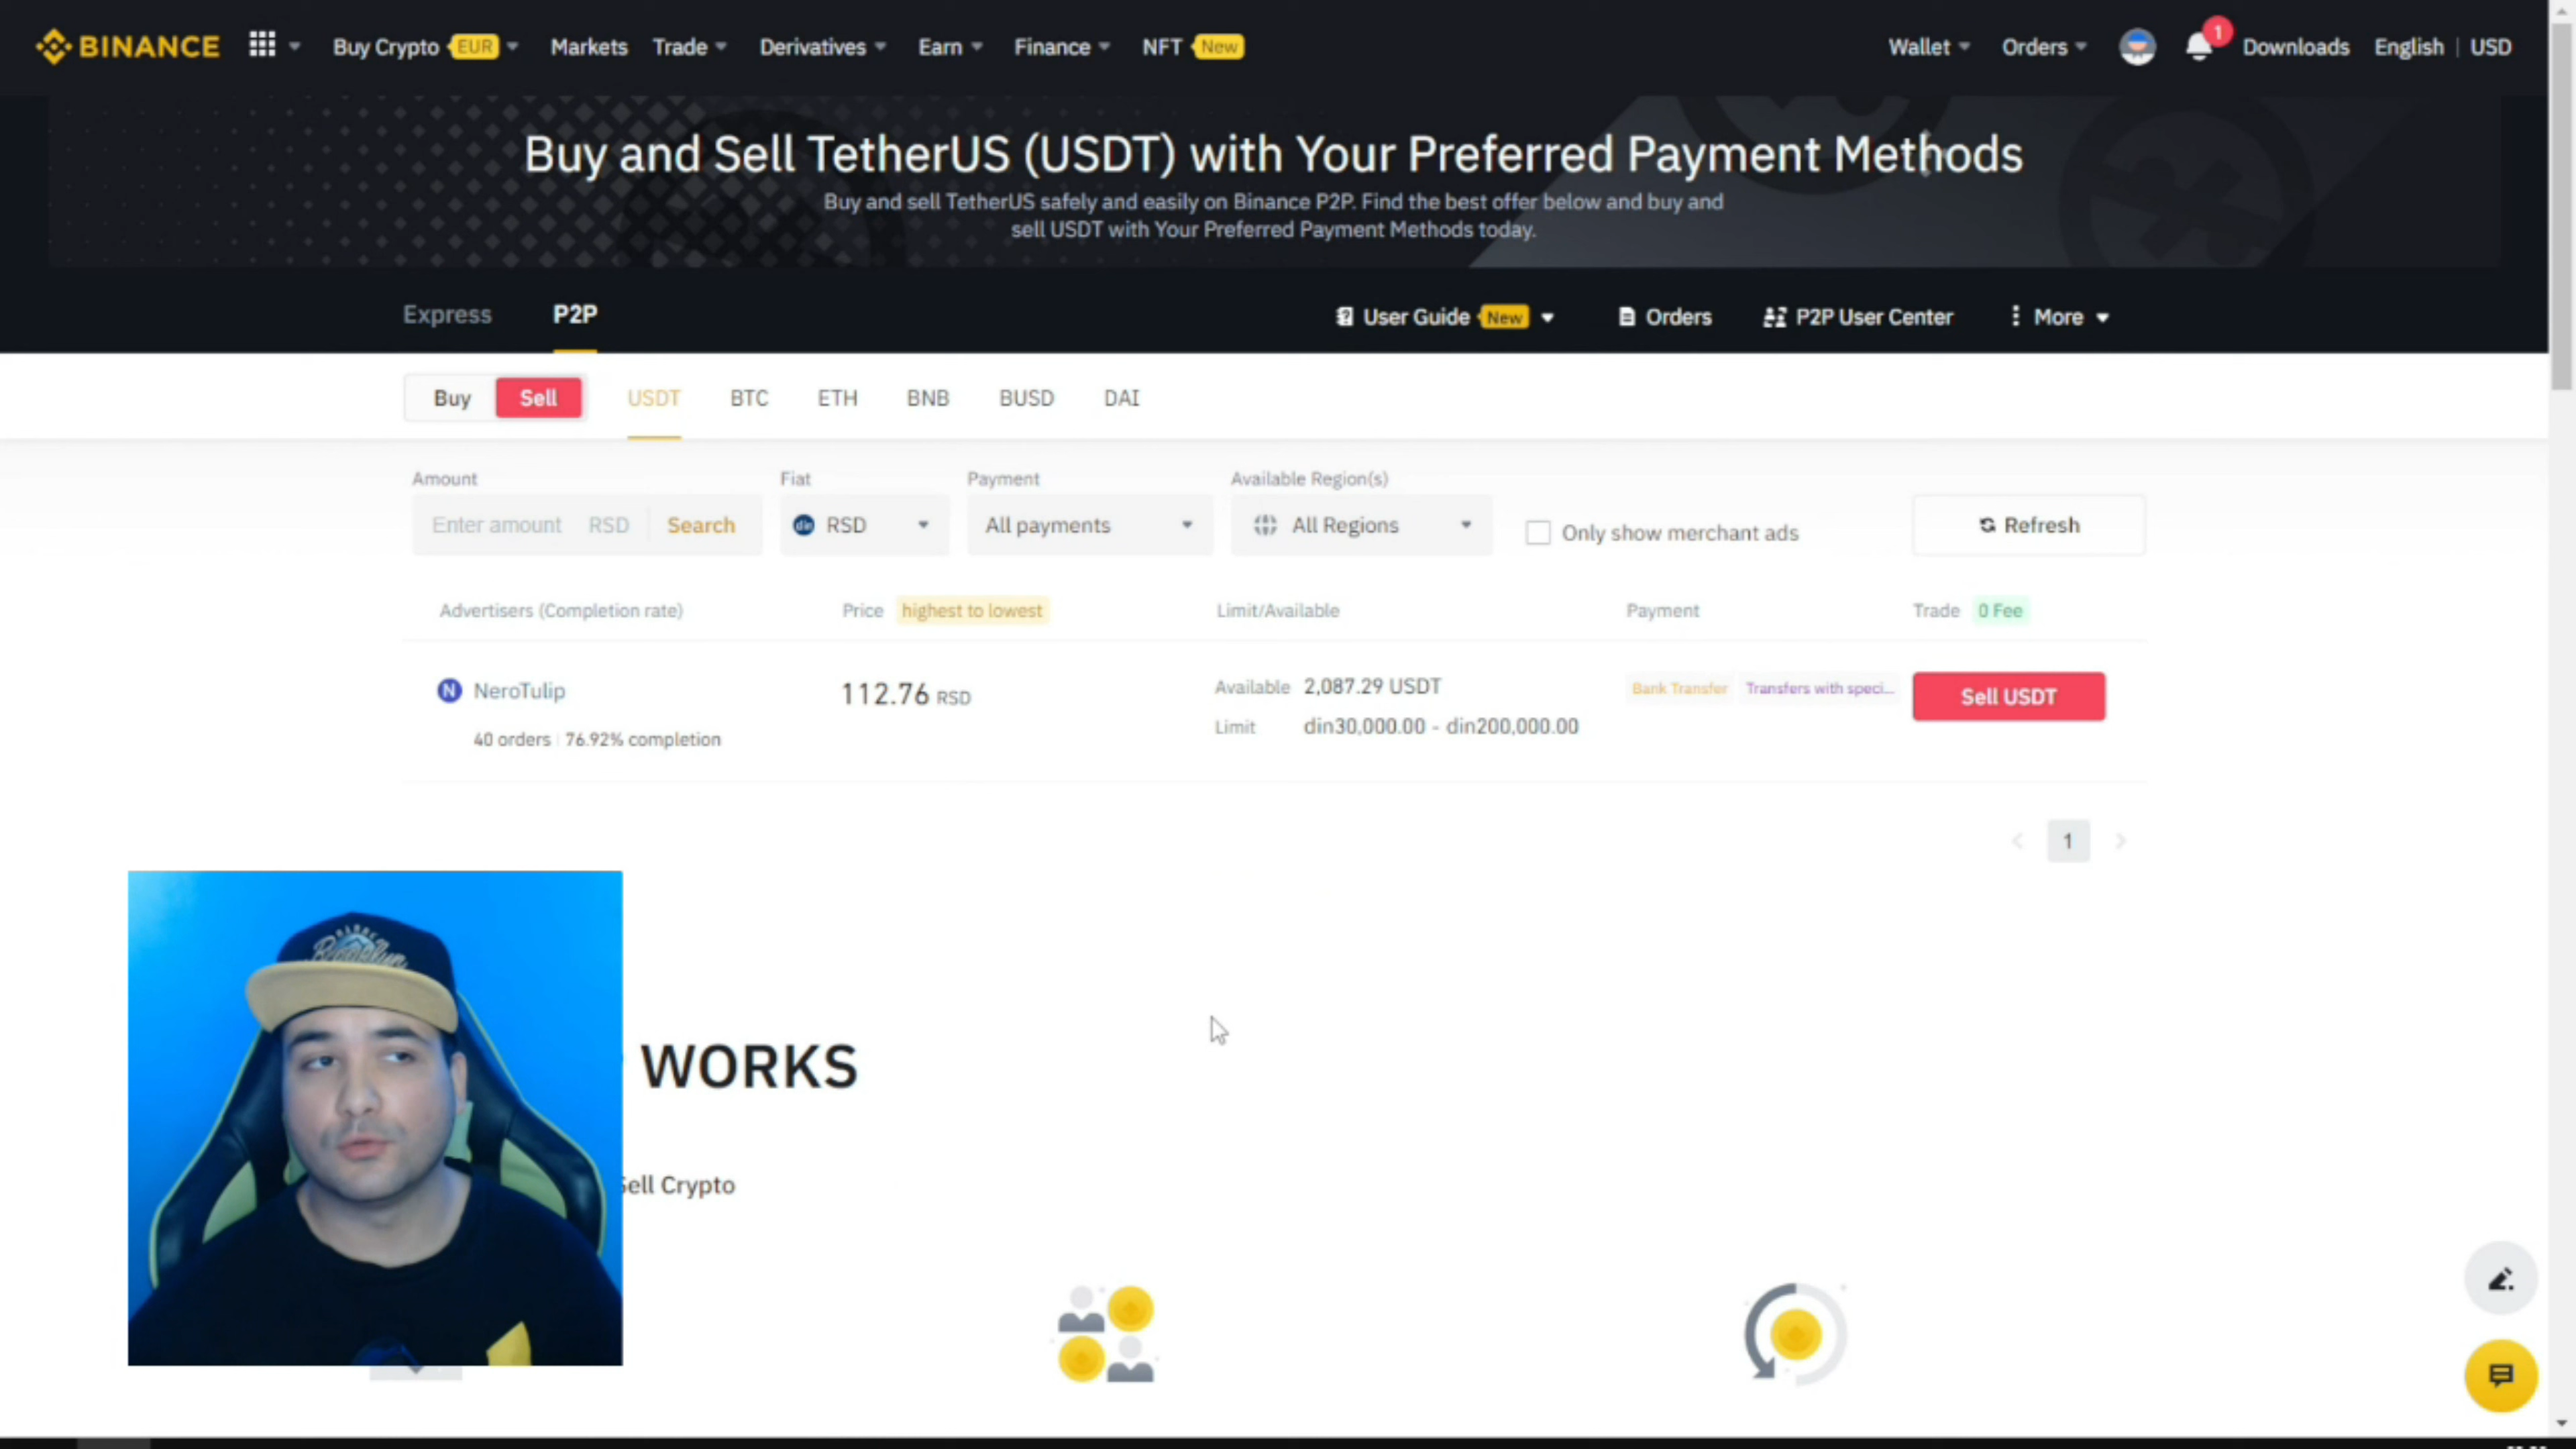 BINANCE Buy Crypto EUR Markets Trade Derivatives Earn Finance NFT New Wallet Orders 1 Downloads English | USD
Buy and Sell TetherUS (USDT) with Your Preferred Payment Methods
Buy and sell TetherUS safely and easily on Binance P2P. Find the best offer below and buy and
sell USDT with Your Preferred Payment Methods today.
Express P2P User Guide New Orders P2P User Center More
Buy Sell USDT BTC ETH BNB BUSD DAI
Amount Fiat Payment Available Region(s)
Enter amount RSD Search RSD All payments All Regions Only show merchant ads Refresh
Advertisers (Completion rate) Price highest to lowest Limit/Available Payment Trade 0 Fee
N NeroTulip 112.76 RSD Available 2,087.29 USDT Bank Transfer Transfers with speci... Sell USDT
40 orders | 76.92% completion Limit din30,000.00 - din200,000.00
1
Brooklyn
WORKS
Sell Crypto